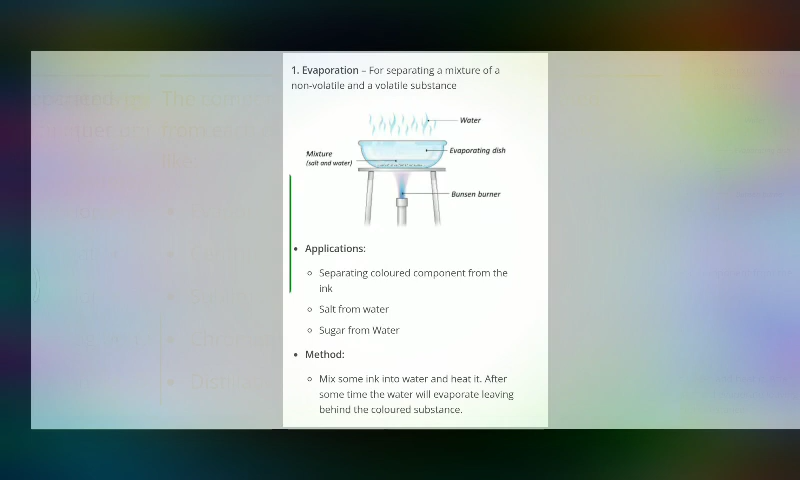 1. Evaporation – For separating a mixture of a
non-volatile and a volatile substance
Water
Evaporating dish
Mixture
(salt and water)
Bunsen burner
• Applications:
◦ Separating coloured component from the
ink
◦ Salt from water
◦ Sugar from Water
• Method:
◦ Mix some ink into water and heat it. After
some time the water will evaporate leaving
behind the coloured substance.